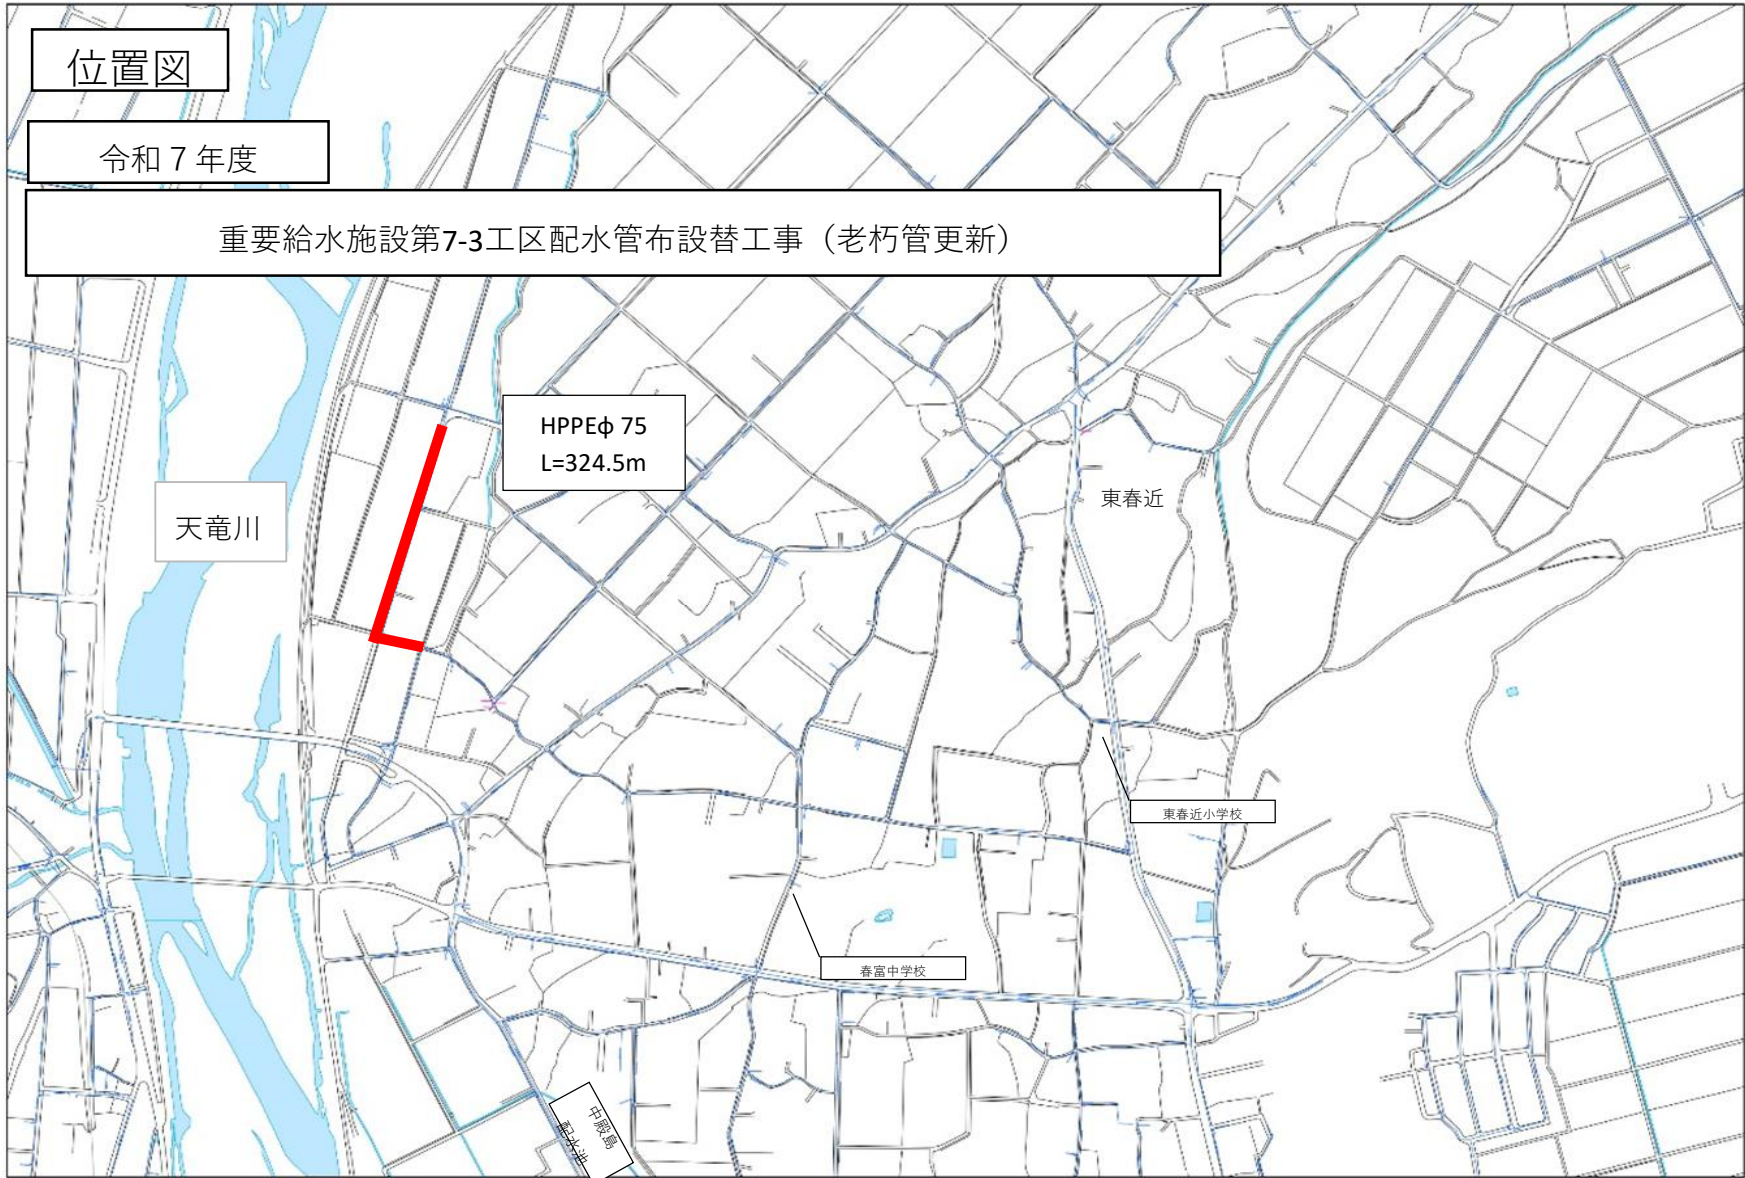 位置図
令和７年度
重要給水施設第7-3工区配水管布設替工事（老朽管更新）
HPPEφ 75
L=324.5m
天竜川
東春近
東春近小学校
春富中学校
中殿島
配水池